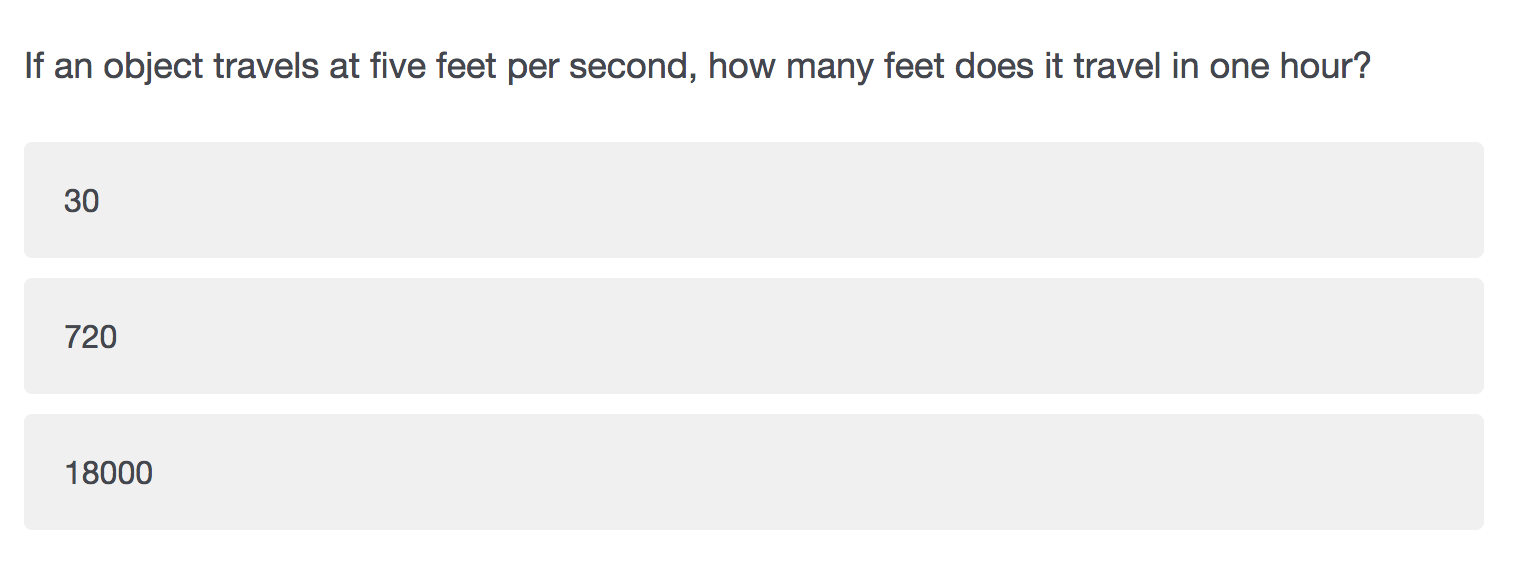 If an object travels at five feet per second, how many feet does it travel in one hour?
30
720
18000